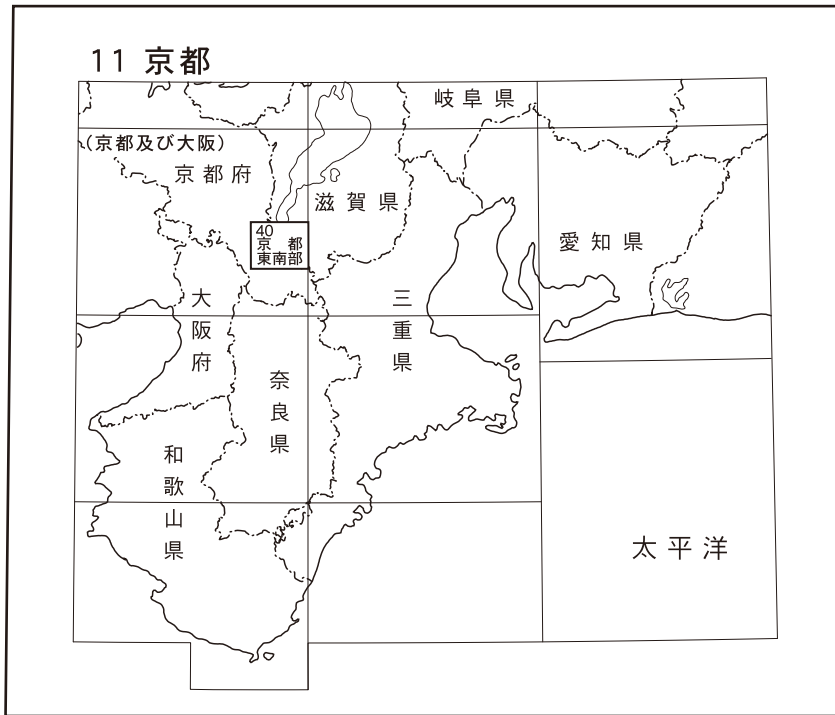 11 京都
岐阜県
(京都及び大阪)
京都府
滋賀県
40
京都
東南部
愛知県
大阪府
三重県
奈良県
和歌山県
太平洋